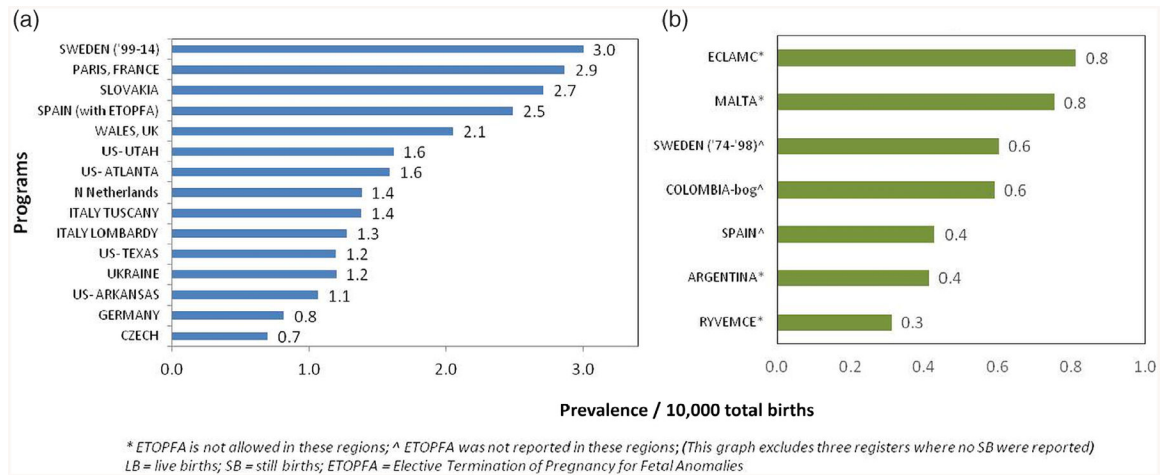 (a)
Programs
SWEDEN ('99-14) 3.0
PARIS, FRANCE 2.9
SLOVAKIA 2.7
SPAIN (with ETOPFA) 2.5
WALES, UK 2.1
US- UTAH 1.6
US- ATLANTA 1.6
N Netherlands 1.4
ITALY TUSCANY 1.4
ITALY LOMBARDY 1.3
US- TEXAS 1.2
UKRAINE 1.2
US- ARKANSAS 1.1
GERMANY 0.8
CZECH 0.7
0.0 1.0 2.0 3.0
(b)
ECLAMC* 0.8
MALTA* 0.8
SWEDEN ('74-'98)^ 0.6
COLOMBIA-bog^ 0.6
SPAIN^ 0.4
ARGENTINA* 0.4
RYVEMCE* 0.3
0.0 0.2 0.4 0.6 0.8 1.0
Prevalence / 10,000 total births
* ETOPFA is not allowed in these regions; ^ ETOPFA was not reported in these regions; (This graph excludes three registers where no SB were reported)
LB = live births; SB = still births; ETOPFA = Elective Termination of Pregnancy for Fetal Anomalies